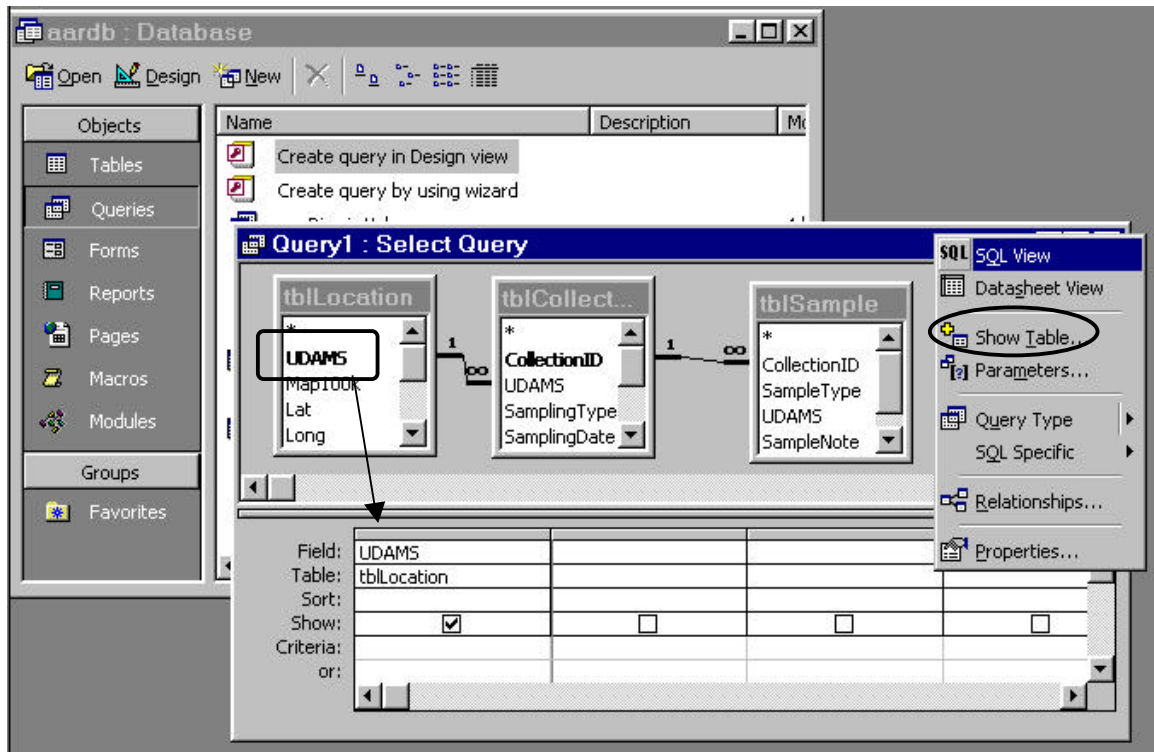 aardb : Database
Open Design New
Objects
Tables
Queries
Forms
Reports
Pages
Macros
Modules
Groups
Favorites
Name Description
Create query in Design view
Create query by using wizard
Query1 : Select Query
tblLocation
*
UDAMS
Map100k
Lat
Long
1 ∞
tblCollect...
*
CollectionID
UDAMS
SamplingType
SamplingDate
1 ∞
tblSample
*
CollectionID
SampleType
UDAMS
SampleNote
SQL SQL View
Datasheet View
Show Table...
Parameters...
Query Type
SQL Specific
Relationships...
Properties...
Field: UDAMS
Table: tblLocation
Sort:
Show:
Criteria:
or: